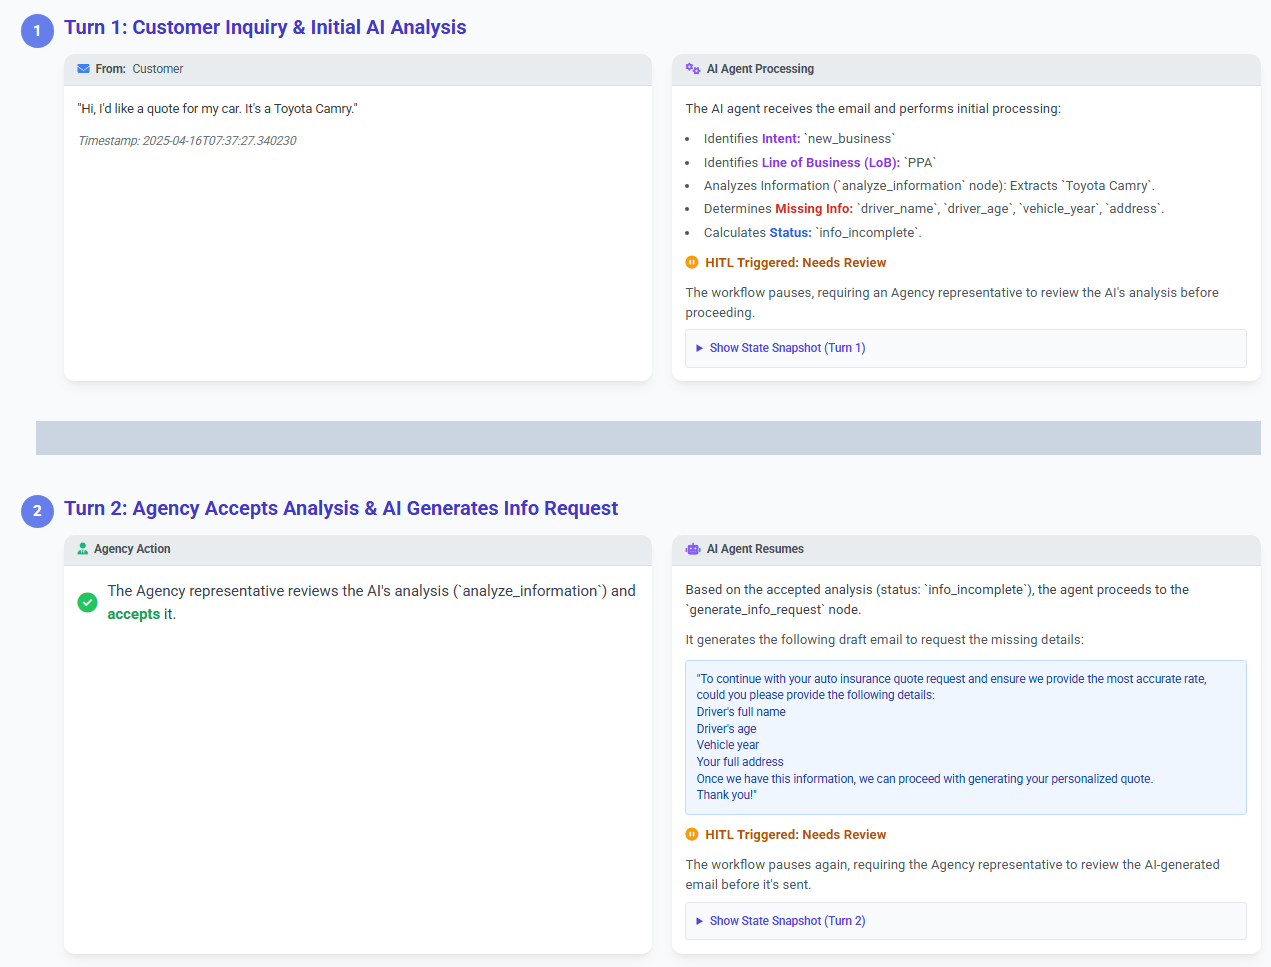 1
Turn 1: Customer Inquiry & Initial AI Analysis
From: Customer
"Hi, I'd like a quote for my car. It's a Toyota Camry."
Timestamp: 2025-04-16T07:37:27.340230
AI Agent Processing
The AI agent receives the email and performs initial processing:
• Identifies Intent: `new_business`
• Identifies Line of Business (LoB): `PPA`
• Analyzes Information (`analyze_information` node): Extracts `Toyota Camry`.
• Determines Missing Info: `driver_name`, `driver_age`, `vehicle_year`, `address`.
• Calculates Status: `info_incomplete`.
HITL Triggered: Needs Review
The workflow pauses, requiring an Agency representative to review the AI's analysis before
proceeding.
Show State Snapshot (Turn 1)
2
Turn 2: Agency Accepts Analysis & AI Generates Info Request
Agency Action
The Agency representative reviews the AI's analysis (`analyze_information`) and
accepts it.
AI Agent Resumes
Based on the accepted analysis (status: `info_incomplete`), the agent proceeds to the
`generate_info_request` node.
It generates the following draft email to request the missing details:
"To continue with your auto insurance quote request and ensure we provide the most accurate rate,
could you please provide the following details:
Driver's full name
Driver's age
Vehicle year
Your full address
Once we have this information, we can proceed with generating your personalized quote.
Thank you!"
HITL Triggered: Needs Review
The workflow pauses again, requiring the Agency representative to review the AI-generated
email before it's sent.
Show State Snapshot (Turn 2)